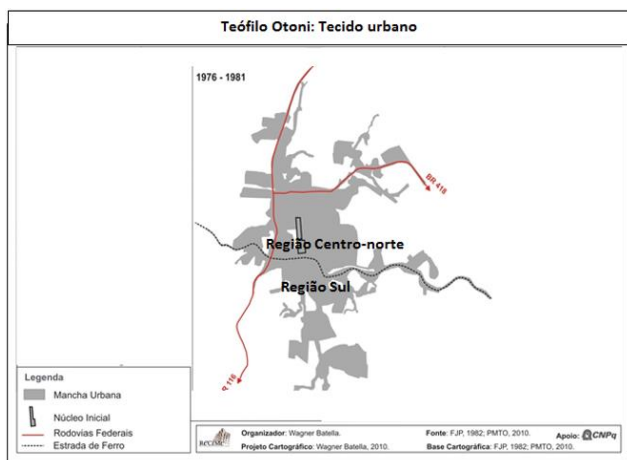 Teófilo Otoni: Tecido urbano
1976 - 1981
BR 418
Região Centro-norte
Região Sul
R 116
Legenda
Mancha Urbana
Núcleo Inicial
Rodovias Federais
Estrada de Ferro
RECIME
Organizador: Wagner Batella.
Projeto Cartográfico: Wagner Batella, 2010.
Fonte: FJP, 1982; PMTO, 2010.
Base Cartográfica: FJP, 1982; PMTO, 2010.
Apoio: CNPq